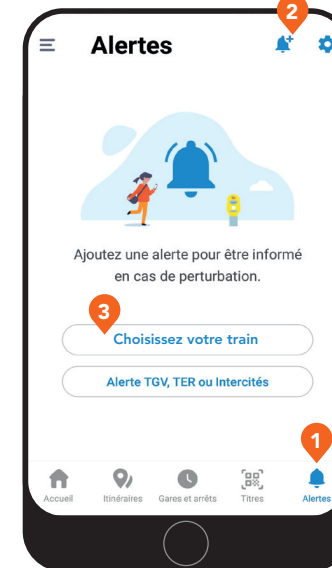 2
Alertes
Ajoutez une alerte pour être informé
en cas de perturbation.
3
Choisissez votre train
Alerte TGV, TER ou Intercités
1
Accueil Itinéraires Gares et arrêts Titres Alertes